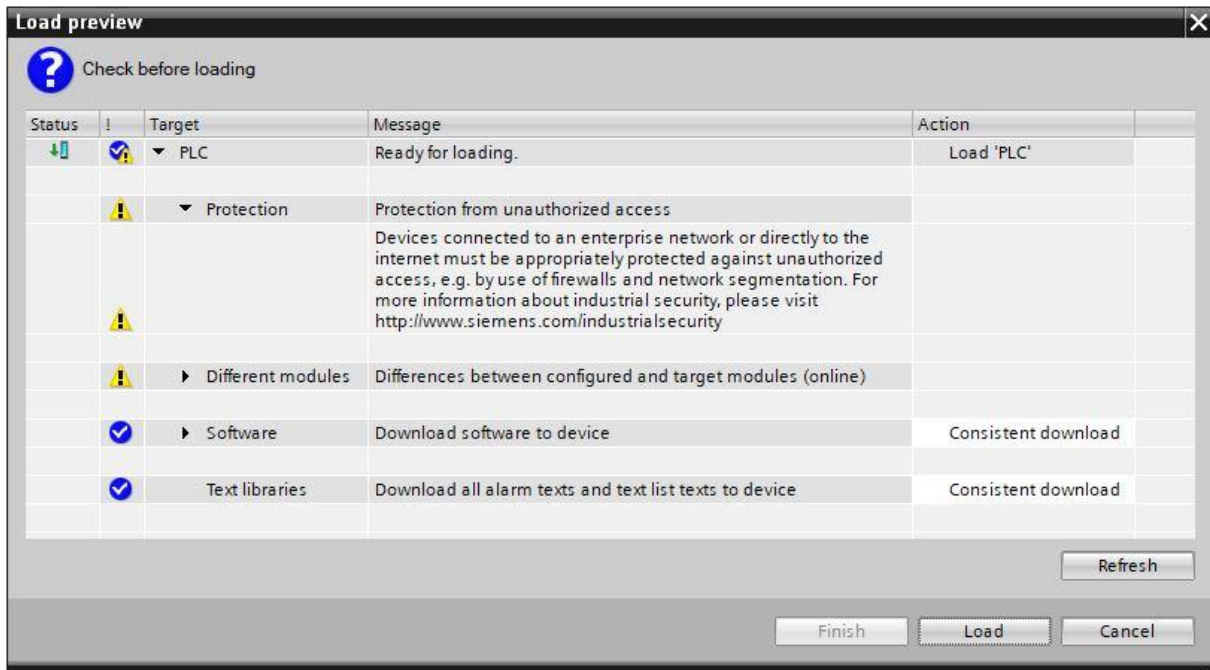 Load preview
Check before loading
Status ! Target Message Action
PLC Ready for loading. Load 'PLC'
Protection Protection from unauthorized access
Devices connected to an enterprise network or directly to the
internet must be appropriately protected against unauthorized
access, e.g. by use of firewalls and network segmentation. For
more information about industrial security, please visit
http://www.siemens.com/industrialsecurity
Different modules Differences between configured and target modules (online)
Software Download software to device Consistent download
Text libraries Download all alarm texts and text list texts to device Consistent download
Refresh
Finish Load Cancel